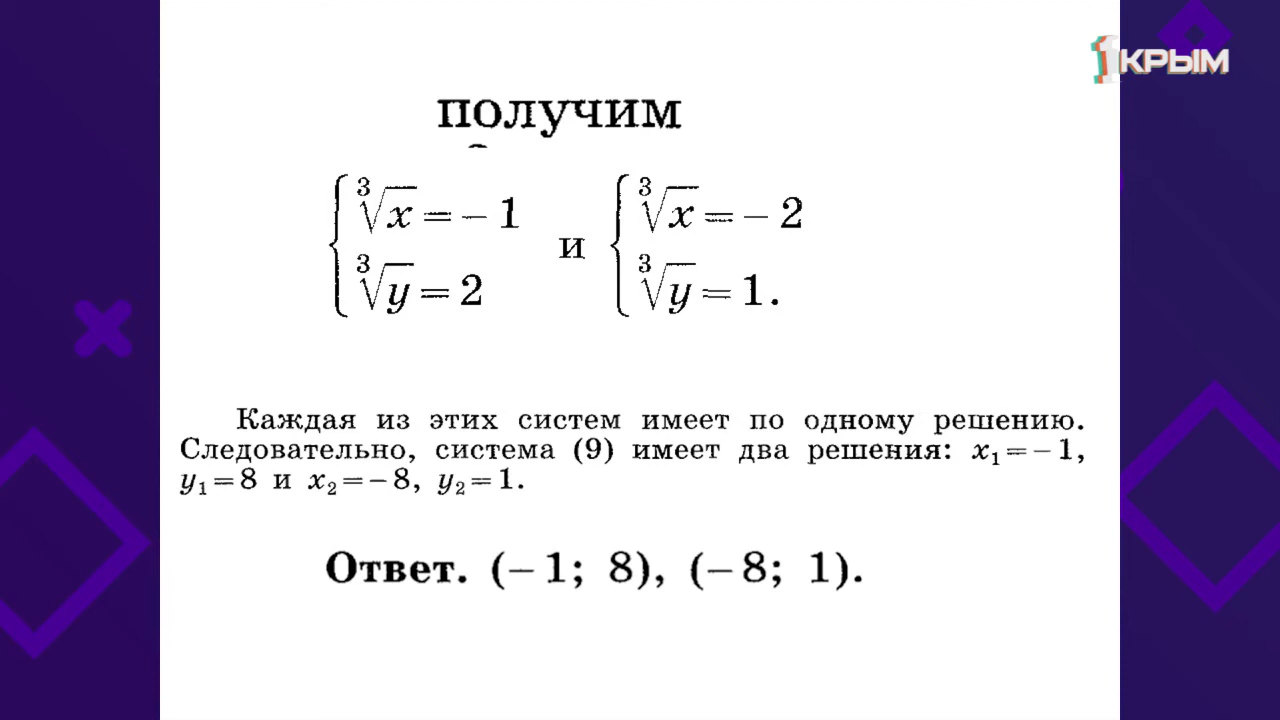 1КРЫМ
получим
{ ∛x = − 1 и { ∛x = − 2
{ ∛y = 2 { ∛y = 1.
Каждая из этих систем имеет по одному решению.
Следовательно, система (9) имеет два решения: x₁ = − 1,
y₁ = 8 и x₂ = − 8, y₂ = 1.
Ответ. (− 1; 8), (− 8; 1).